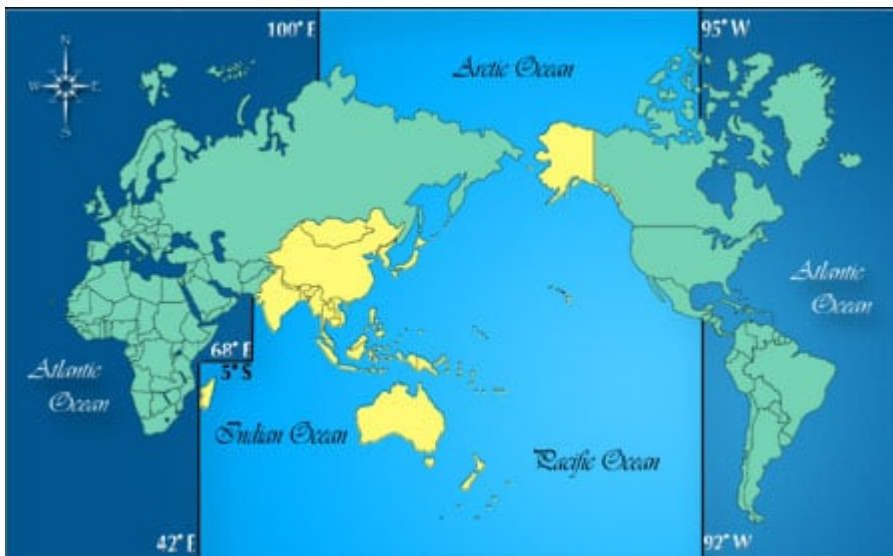 100° E
95° W
Arctic Ocean
N
W
E
S
Atlantic
Ocean
68° E
5° S
Atlantic
Ocean
Indian Ocean
Pacific Ocean
42° E
92° W